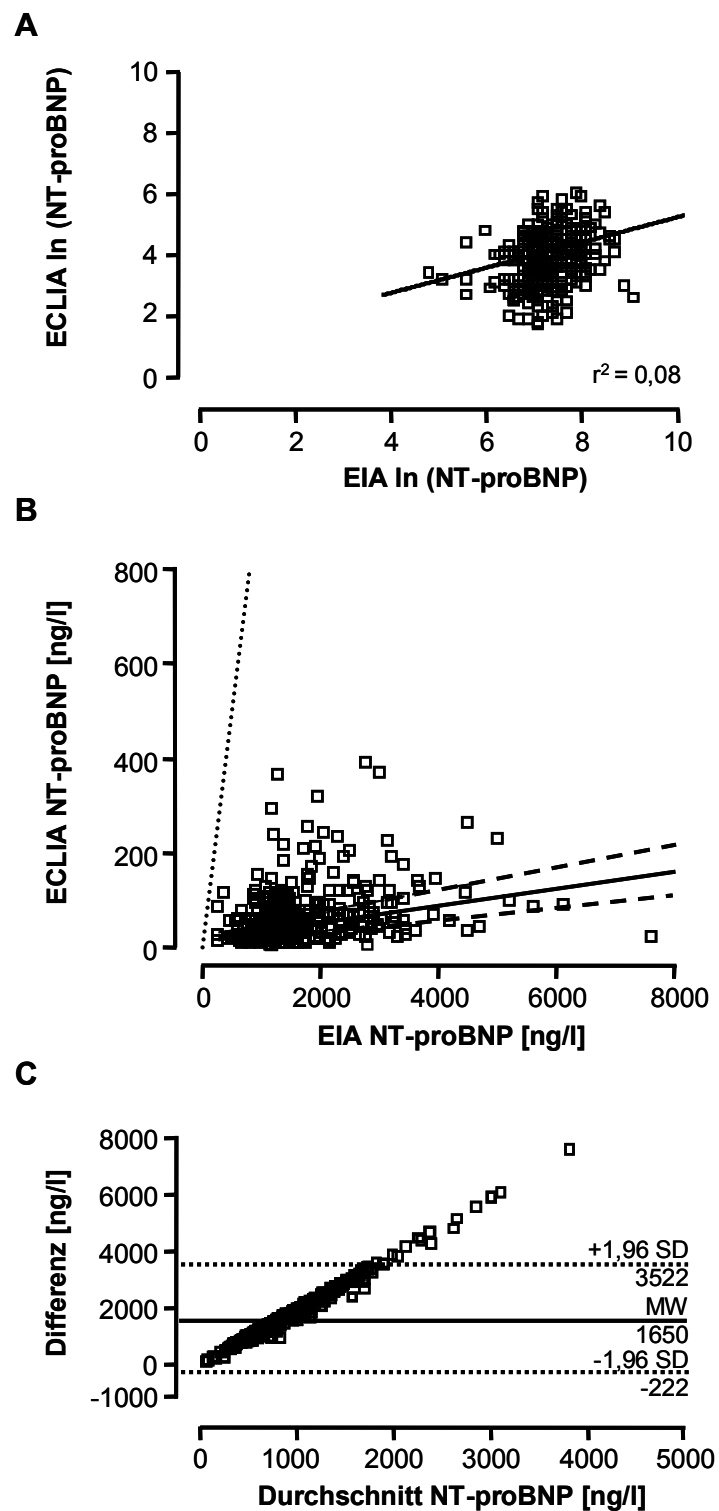 A
ECLIA ln (NT-proBNP)
10
8
6
4
2
0
r² = 0,08
0 2 4 6 8 10
EIA ln (NT-proBNP)
B
ECLIA NT-proBNP [ng/l]
800
600
400
200
0
0 2000 4000 6000 8000
EIA NT-proBNP [ng/l]
C
Differenz [ng/l]
8000
6000
4000
2000
0
-1000
+1,96 SD
3522
MW
1650
-1,96 SD
-222
0 1000 2000 3000 4000 5000
Durchschnitt NT-proBNP [ng/l]